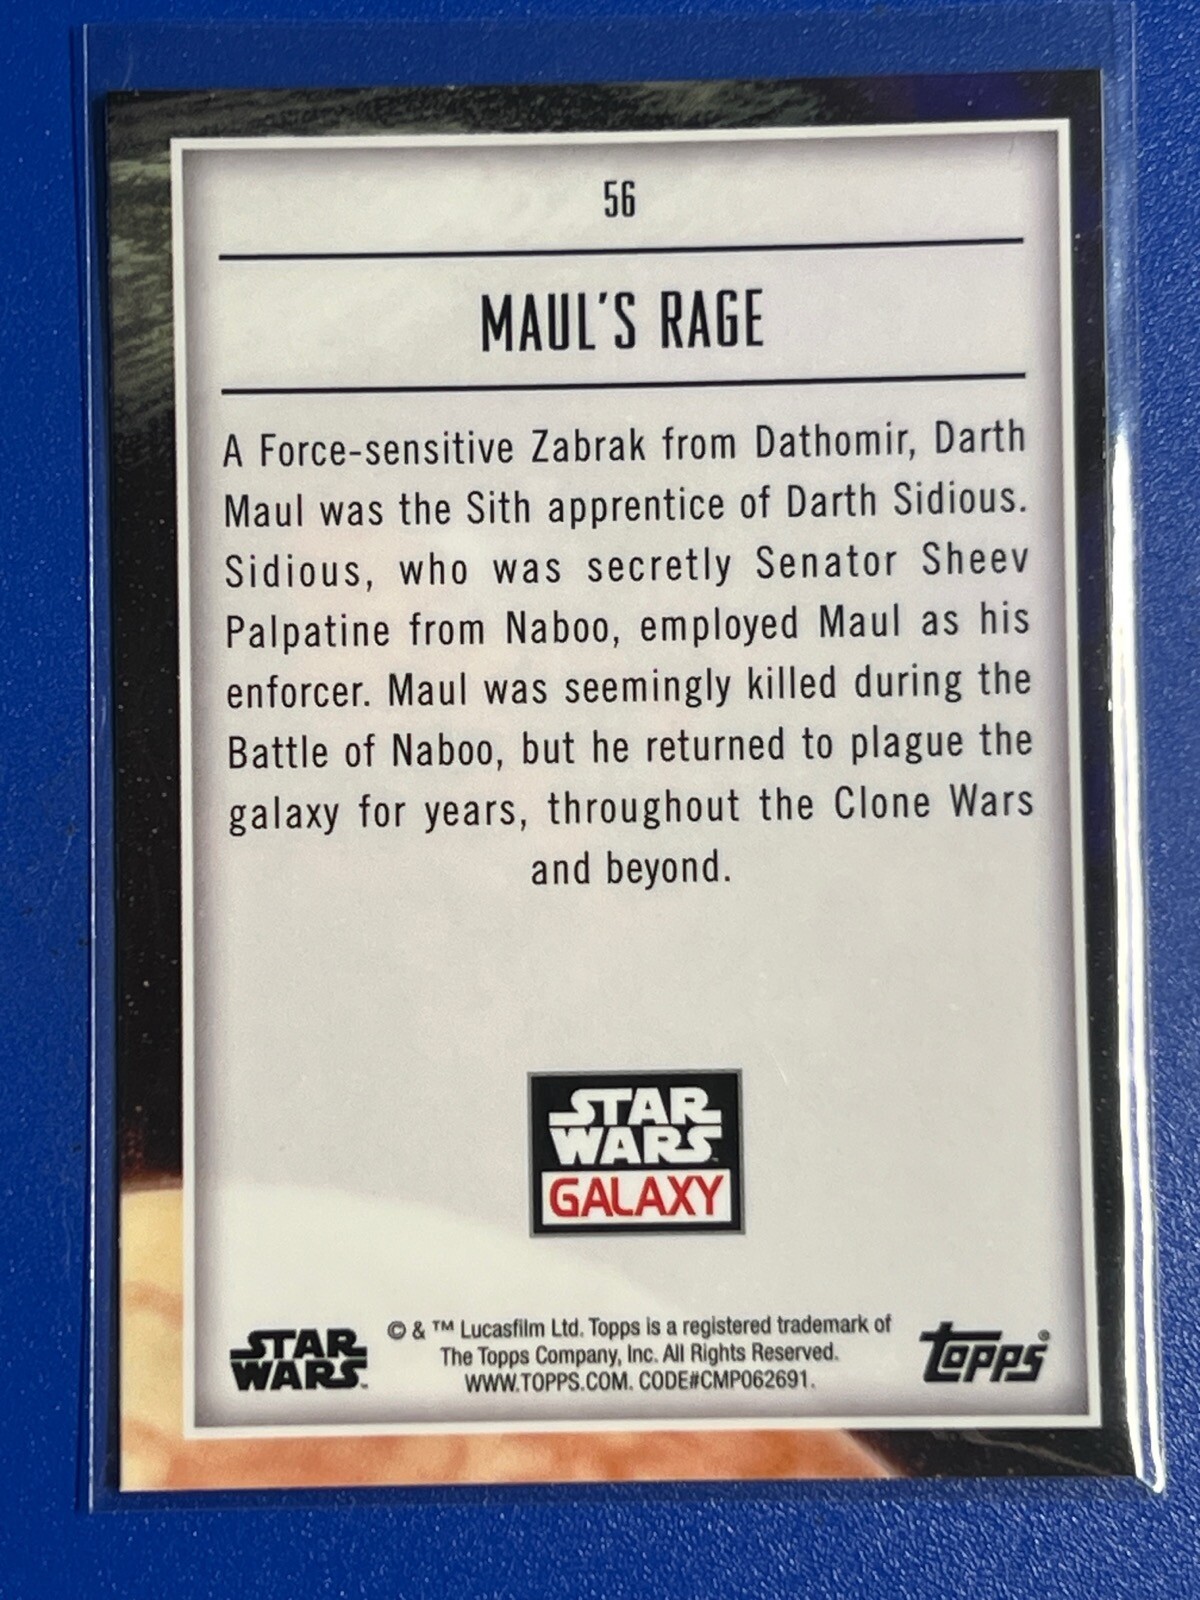 56
MAUL'S RAGE
A Force-sensitive Zabrak from Dathomir, Darth
Maul was the Sith apprentice of Darth Sidious.
Sidious, who was secretly Senator Sheev
Palpatine from Naboo, employed Maul as his
enforcer. Maul was seemingly killed during the
Battle of Naboo, but he returned to plague the
galaxy for years, throughout the Clone Wars
and beyond.
STAR
WARS
GALAXY
STAR
WARS
© & ™ Lucasfilm Ltd. Topps is a registered trademark of
The Topps Company, Inc. All Rights Reserved.
WWW.TOPPS.COM. CODE#CMP062691.
Topps®